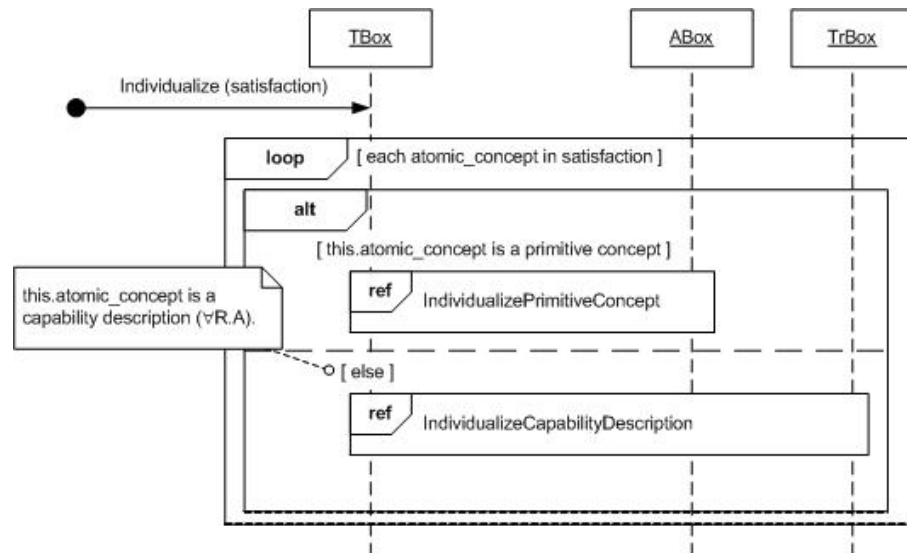 TBox
ABox
TrBox
Individualize (satisfaction)
loop
[ each atomic_concept in satisfaction ]
alt
[ this.atomic_concept is a primitive concept ]
ref
IndividualizePrimitiveConcept
this.atomic_concept is a
capability description (∀R.A).
[ else ]
ref
IndividualizeCapabilityDescription